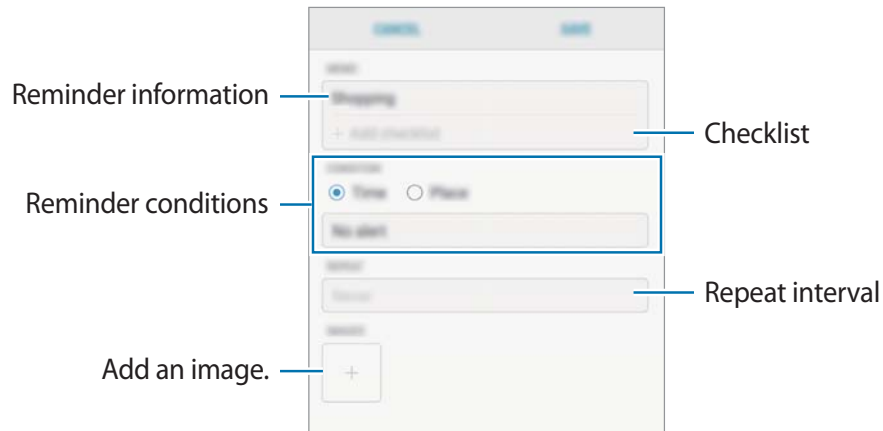 CANCEL SAVE
Reminder information
Shopping
+ Add checklist
Checklist
Reminder conditions
Time Place
No alert
Repeat interval
Add an image.